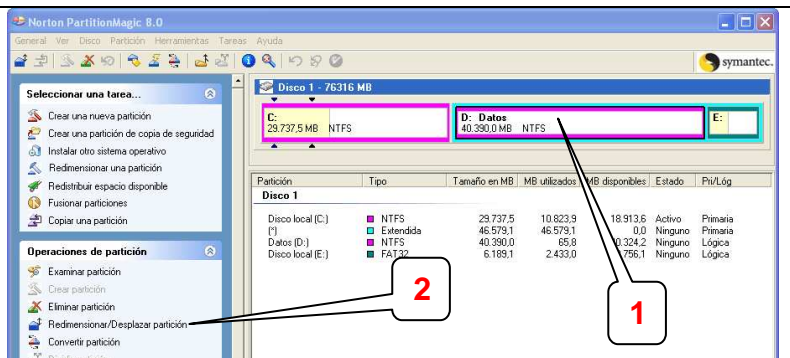 Norton PartitionMagic 8.0
General Ver Disco Partición Herramientas Tareas Ayuda
symantec.
Seleccionar una tarea...
Crear una nueva partición
Crear una partición de copia de seguridad
Instalar otro sistema operativo
Redimensionar una partición
Redistribuir espacio disponible
Fusionar particiones
Copiar una partición
Operaciones de partición
Examinar partición
Crear partición
Eliminar partición
Redimensionar/Desplazar partición
Convertir partición
Disco 1 - 76316 MB
C:
29.737,5 MB NTFS
D: Datos
40.390,0 MB NTFS
E:
Partición Tipo Tamaño en MB MB utilizados MB disponibles Estado Pri/Lóg
Disco 1
Disco local (C:) NTFS 29.737,5 10.823,9 18.913,6 Activo Primaria
(*) Extendida 46.579,1 46.579,1 0,0 Ninguno Primaria
Datos (D:) NTFS 40.390,0 65,8 0.324,2 Ninguno Lógica
Disco local (E:) FAT32 6.189,1 2.433,0 756,1 Ninguno Lógica
2
1